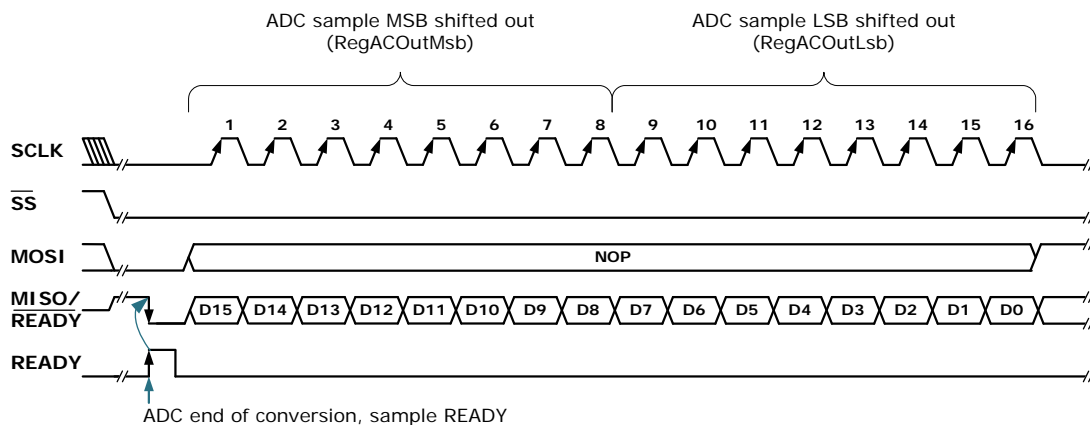 ADC sample MSB shifted out
(RegACOutMsb)
ADC sample LSB shifted out
(RegACOutLsb)
1 2 3 4 5 6 7 8 9 10 11 12 13 14 15 16
SCLK
SS
MOSI
NOP
MISO/
READY
D15 D14 D13 D12 D11 D10 D9 D8 D7 D6 D5 D4 D3 D2 D1 D0
READY
ADC end of conversion, sample READY